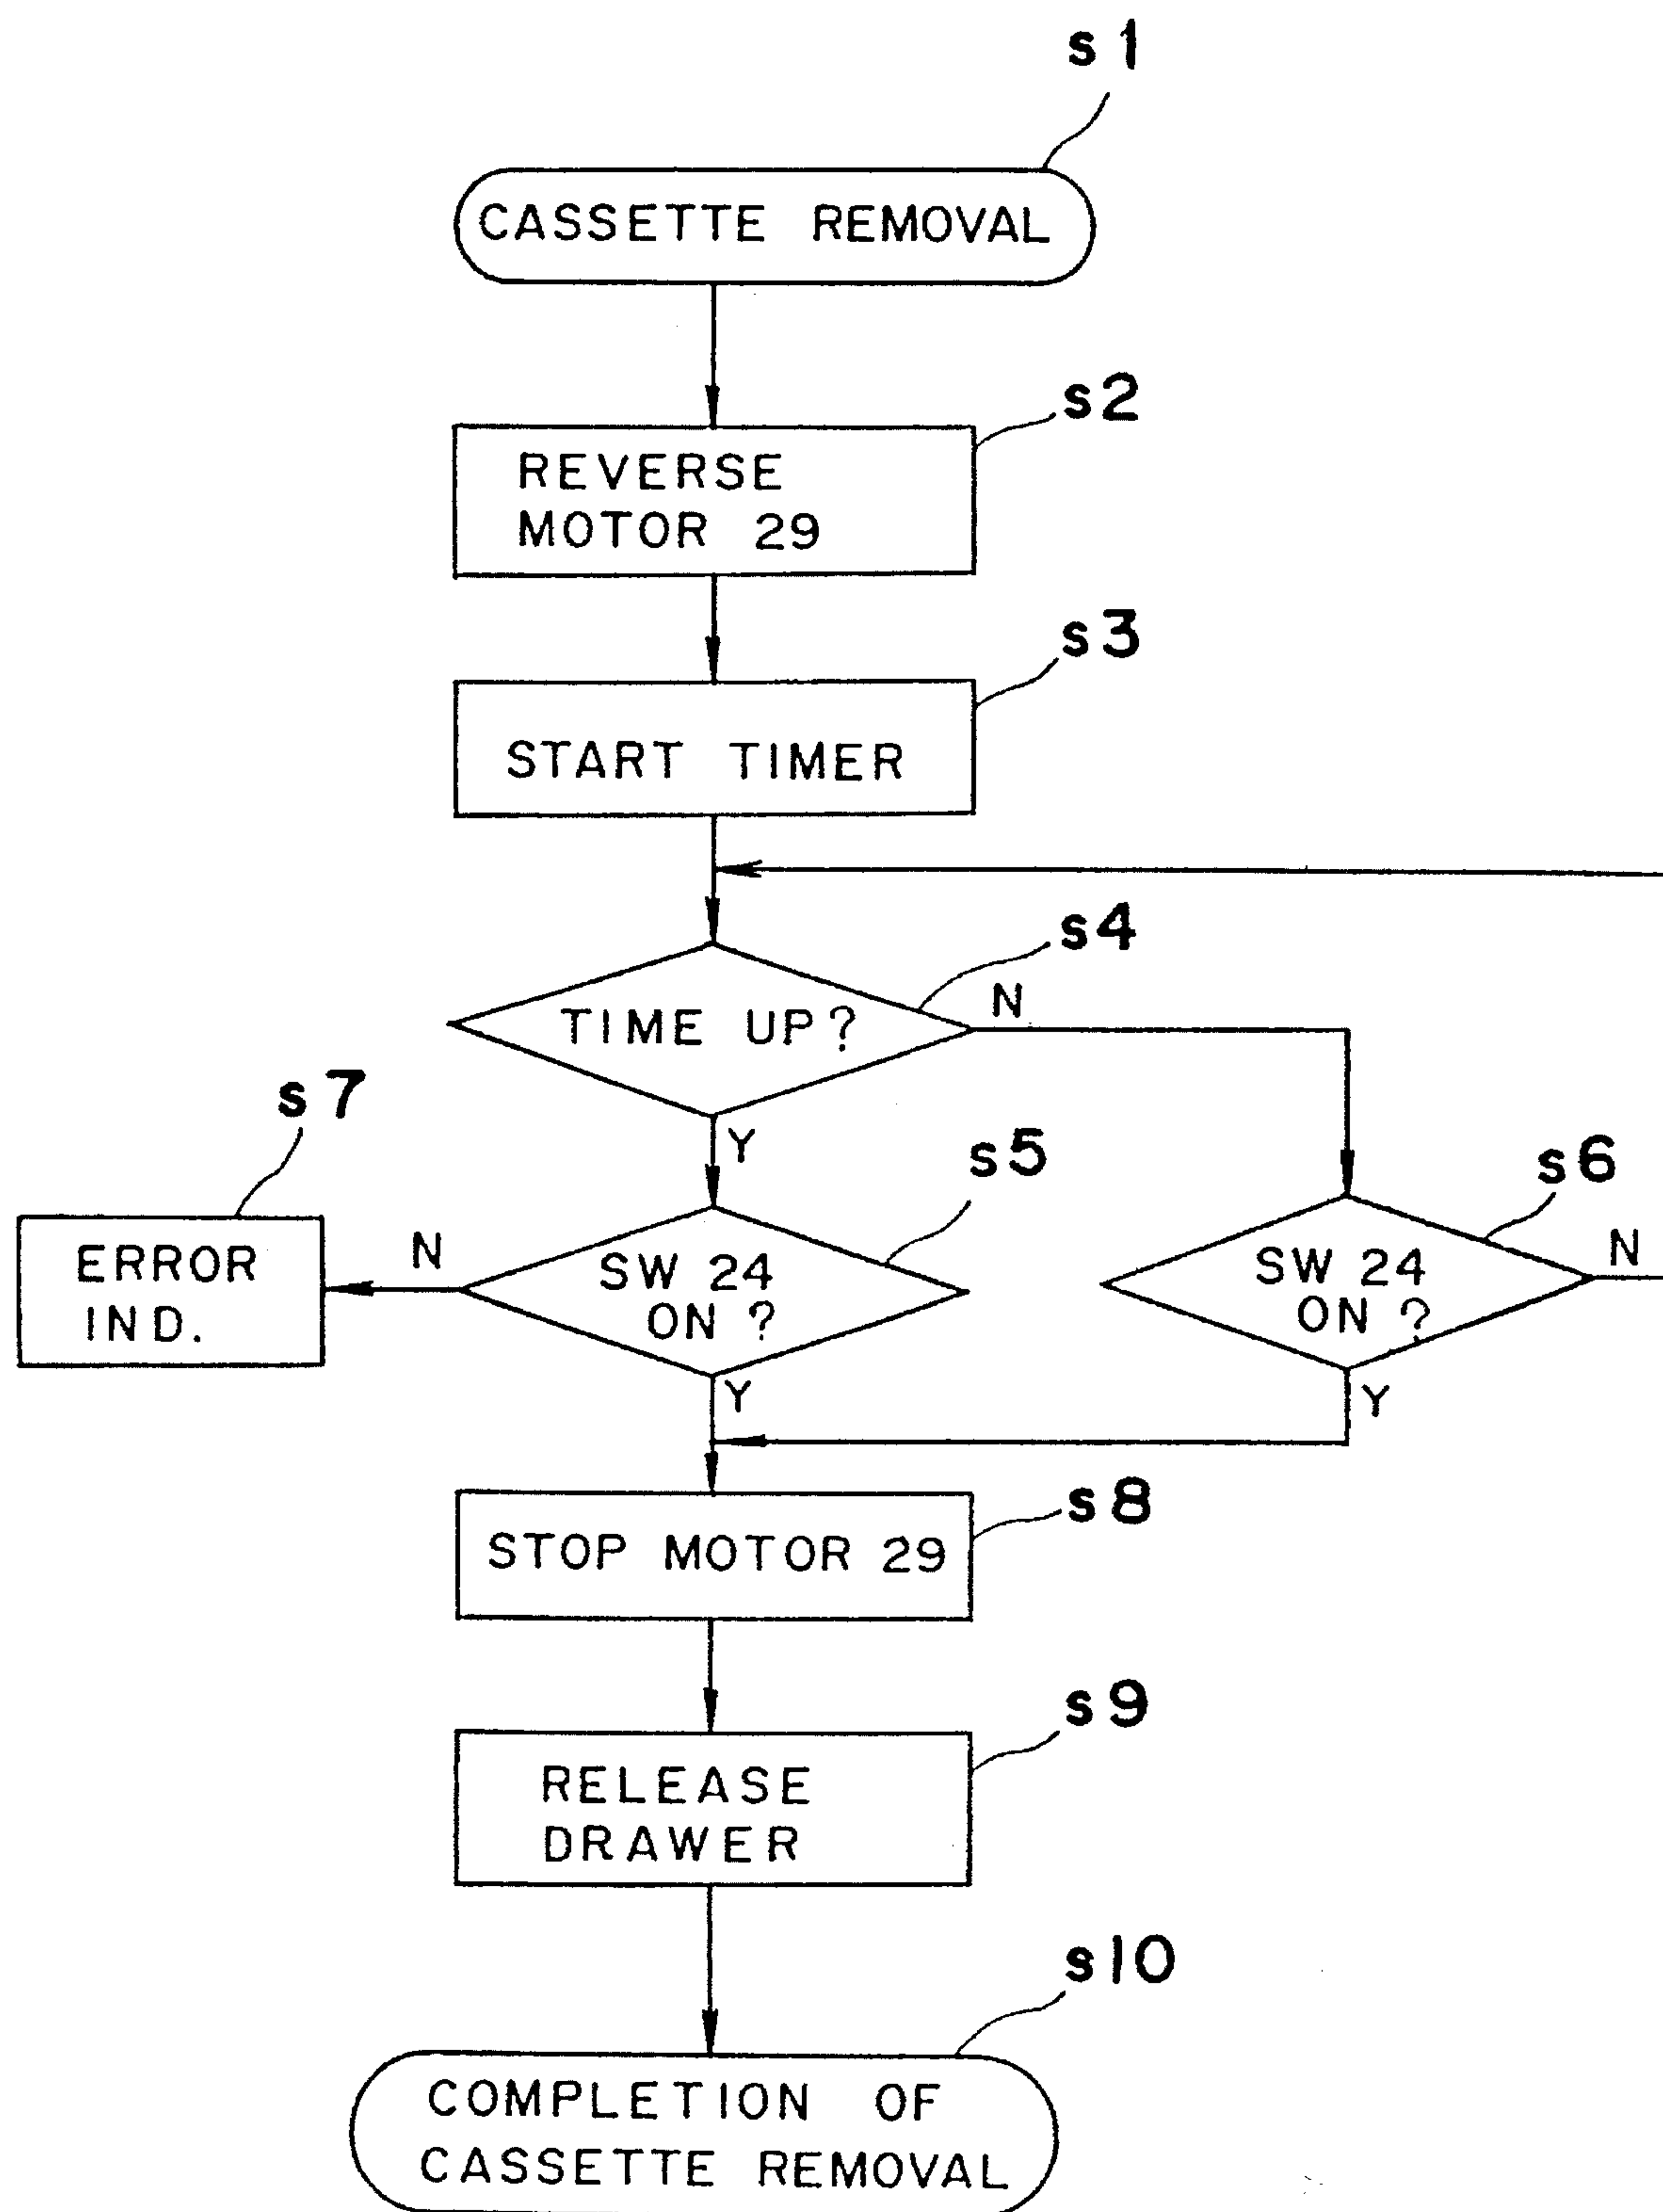 s1
CASSETTE REMOVAL
s2
REVERSE
MOTOR 29
s3
START TIMER
s4
TIME UP?
N
Y
s7
ERROR
IND.
N
s5
SW 24
ON ?
Y
s6
SW 24
ON ?
N
Y
s8
STOP MOTOR 29
s9
RELEASE
DRAWER
s10
COMPLETION OF
CASSETTE REMOVAL